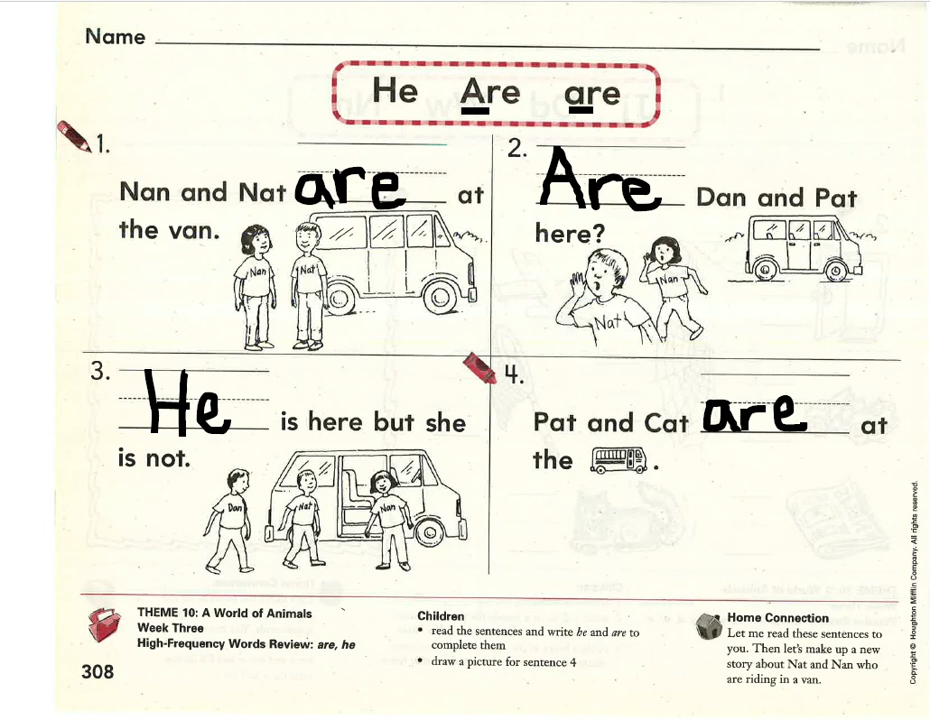 Name
He Are are
1.
Nan and Nat are at
the van.
Nan
Nat
2.
Are Dan and Pat
here?
Nat
Nan
3.
He is here but she
is not.
Dan
Nat
Nan
4.
Pat and Cat are at
the .
THEME 10: A World of Animals
Week Three
High-Frequency Words Review: are, he
308
Children
• read the sentences and write he and are to
complete them
• draw a picture for sentence 4
Home Connection
Let me read these sentences to
you. Then let's make up a new
story about Nat and Nan who
are riding in a van.
Copyright © Houghton Mifflin Company. All rights reserved.